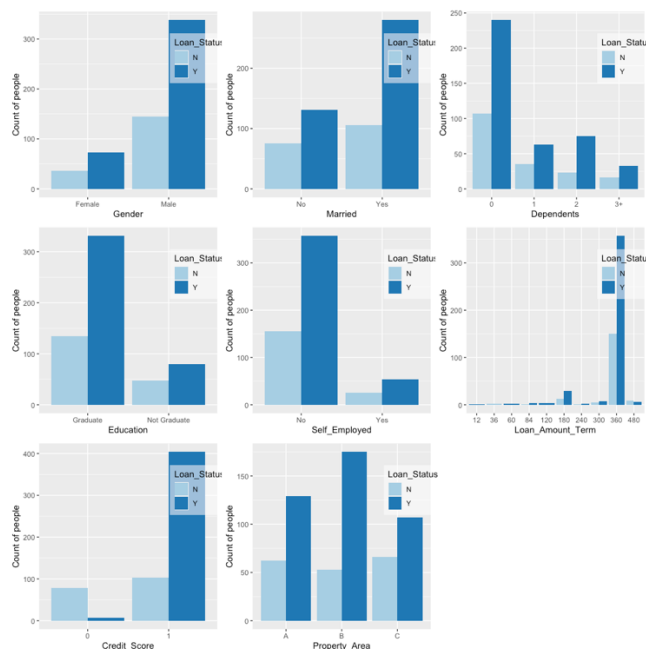 Count of people
300
200
100
0
Loan_Status
N
Y
Female Male
Gender
Count of people
200
100
0
Loan_Status
N
Y
No Yes
Married
Count of people
250
200
150
100
50
0
Loan_Status
N
Y
0 1 2 3+
Dependents
Count of people
300
200
100
0
Loan_Status
N
Y
Graduate Not Graduate
Education
Count of people
300
200
100
0
Loan_Status
N
Y
No Yes
Self_Employed
Count of people
300
200
100
0
Loan_Status
N
Y
12 36 60 84 120 180 240 300 360 480
Loan_Amount_Term
Count of people
400
300
200
100
0
Loan_Status
N
Y
0 1
Credit_Score
Count of people
150
100
50
0
Loan_Status
N
Y
A B C
Property_Area